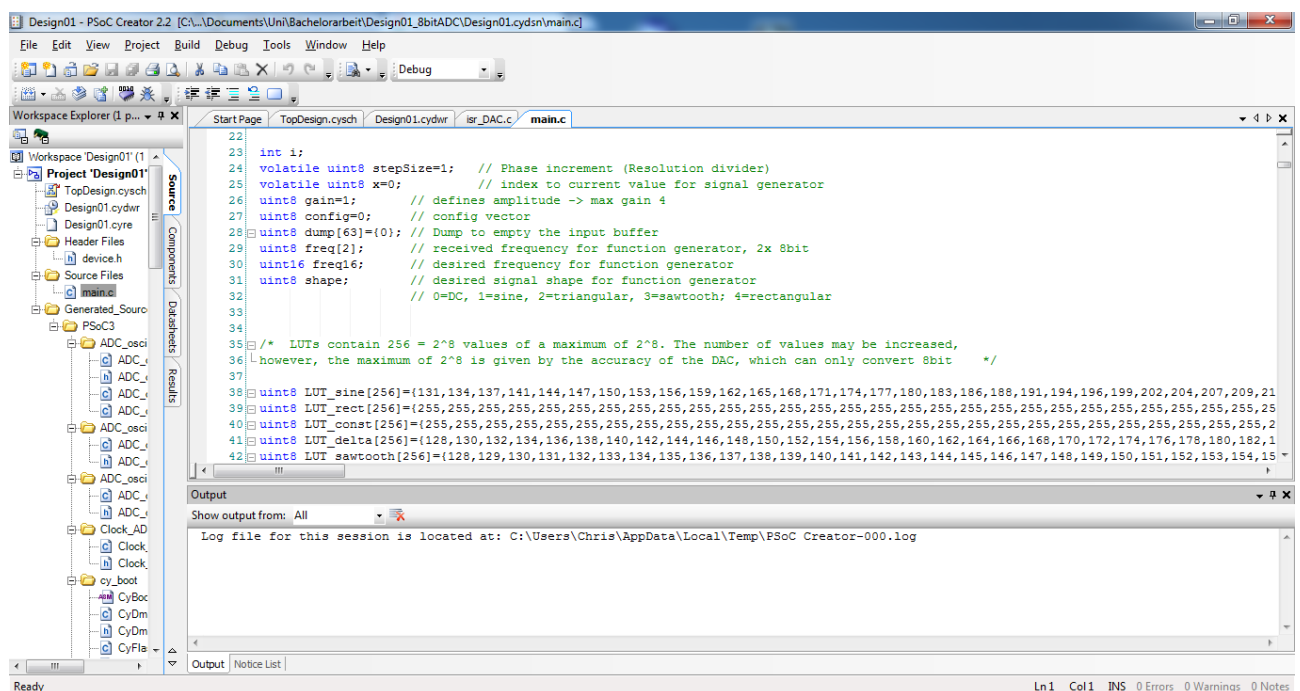 Design01 - PSoC Creator 2.2 [C:\...\Documents\Uni\Bachelorarbeit\Design01_8bitADC\Design01.cydsn\main.c]
File Edit View Project Build Debug Tools Window Help
Debug
Workspace Explorer (1 p...
Start Page TopDesign.cysch Design01.cydwr isr_DAC.c main.c
Workspace 'Design01' (1
Project 'Design01'
TopDesign.cysch
Design01.cydwr
Design01.cyre
Header Files
device.h
Source Files
main.c
Generated_Sourc
PSoC3
ADC_osci
ADC_
ADC_
ADC_
ADC_
ADC_osci
ADC_
ADC_
ADC_osci
ADC_
ADC_
Clock_AD
Clock_
Clock_
cy_boot
CyBoo
CyDm
CyDm
CyFla
Source
Components
Datasheets
Results
22
23 int i;
24 volatile uint8 stepSize=1; // Phase increment (Resolution divider)
25 volatile uint8 x=0; // index to current value for signal generator
26 uint8 gain=1; // defines amplitude -> max gain 4
27 uint8 config=0; // config vector
28 uint8 dump[63]={0}; // Dump to empty the input buffer
29 uint8 freq[2]; // received frequency for function generator, 2x 8bit
30 uint16 freq16; // desired frequency for function generator
31 uint8 shape; // desired signal shape for function generator
32 // 0=DC, 1=sine, 2=triangular, 3=sawtooth; 4=rectangular
33
34
35 /* LUTs contain 256 = 2^8 values of a maximum of 2^8. The number of values may be increased,
36 however, the maximum of 2^8 is given by the accuracy of the DAC, which can only convert 8bit */
37
38 uint8 LUT_sine[256]={131,134,137,141,144,147,150,153,156,159,162,165,168,171,174,177,180,183,186,188,191,194,196,199,202,204,207,209,21
39 uint8 LUT_rect[256]={255,255,255,255,255,255,255,255,255,255,255,255,255,255,255,255,255,255,255,255,255,255,255,255,255,255,255,255,25
40 uint8 LUT_const[256]={255,255,255,255,255,255,255,255,255,255,255,255,255,255,255,255,255,255,255,255,255,255,255,255,255,255,255,255,2
41 uint8 LUT_delta[256]={128,130,132,134,136,138,140,142,144,146,148,150,152,154,156,158,160,162,164,166,168,170,172,174,176,178,180,182,1
42 uint8 LUT_sawtooth[256]={128,129,130,131,132,133,134,135,136,137,138,139,140,141,142,143,144,145,146,147,148,149,150,151,152,153,154,15
Output
Show output from: All
Log file for this session is located at: C:\Users\Chris\AppData\Local\Temp\PSoC Creator-000.log
Output Notice List
Ready Ln 1 Col 1 INS 0 Errors 0 Warnings 0 Notes